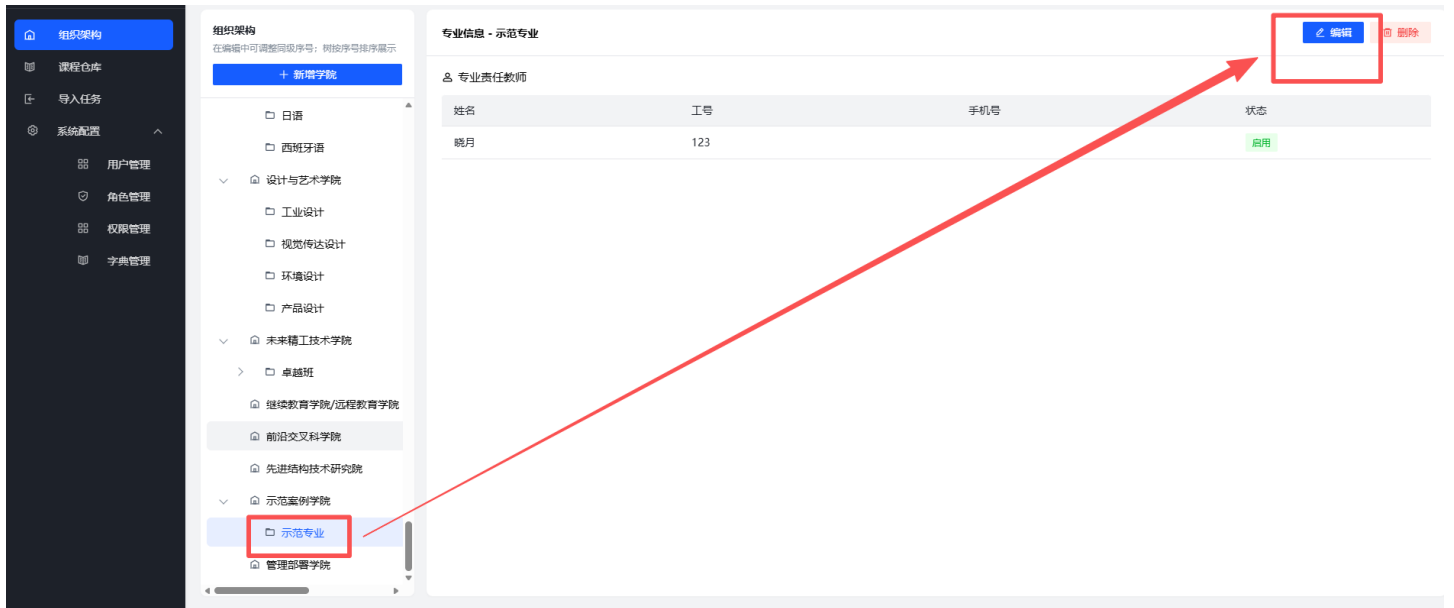 组织架构
课程仓库
导入任务
系统配置
用户管理
角色管理
权限管理
字典管理
组织架构
在编辑中可调整同级序号；树按序号排序展示
+ 新增学院
日语
西班牙语
设计与艺术学院
工业设计
视觉传达设计
环境设计
产品设计
未来精工技术学院
卓越班
继续教育学院/远程教育学院
前沿交叉科学院
先进结构技术研究院
示范案例学院
示范专业
管理部署学院
专业信息 - 示范专业
编辑 删除
专业责任教师
姓名 工号 手机号 状态
晓月 123 启用